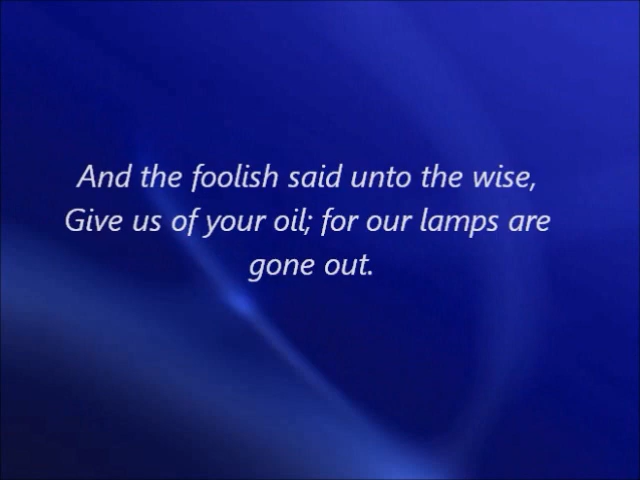 And the foolish said unto the wise,
Give us of your oil; for our lamps are
gone out.